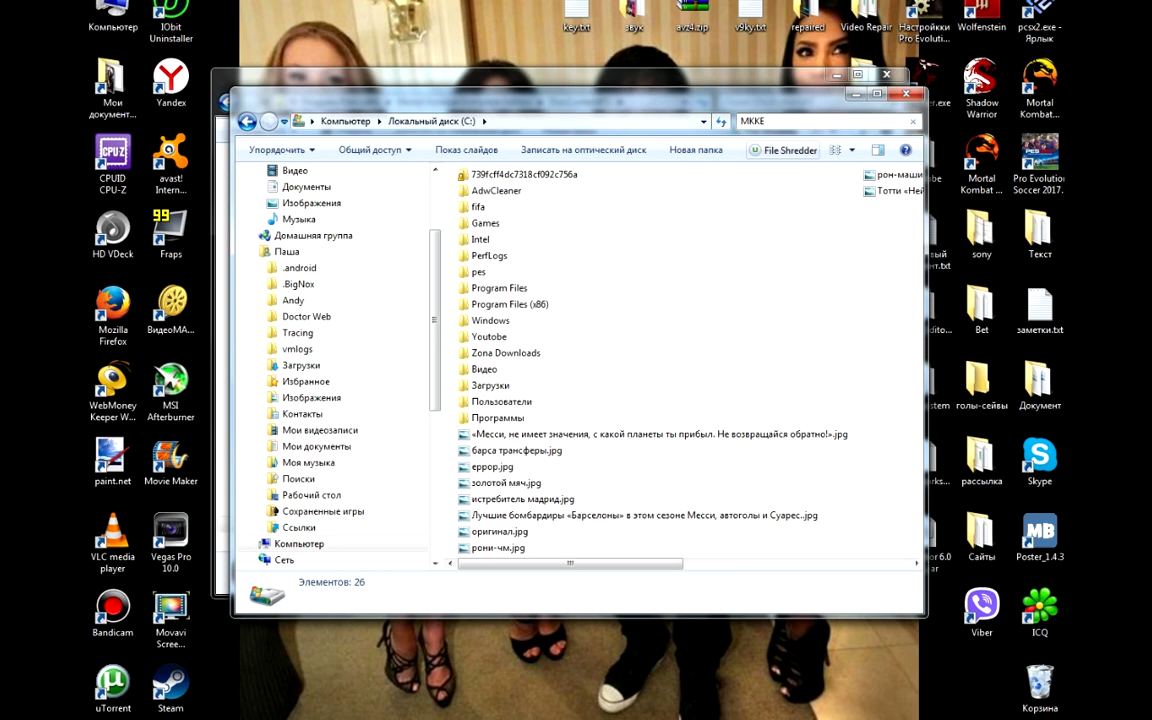 Компьютер
IObit
Uninstaller
key.txt
звук
avz4.zip
v9ky.txt
repaired
Video Repair
Настройкки
Pro Evoluti...
Wolfenstein
pcsx2.exe -
Ярлык
Мои
документ...
Yandex
Shadow
Warrior
Mortal
Kombat...
Компьютер
Локальный диск (C:)
МККЕ
Упорядочить
Общий доступ
Показ слайдов
Записать на оптический диск
Новая папка
File Shredder
CPUID
CPU-Z
avast!
Intern...
Mortal
Kombat ...
Pro Evolution
Soccer 2017...
HD VDeck
99
Fraps
sony
Текст
Mozilla
Firefox
ВидеоМА...
Bet
заметки.txt
WebMoney
Keeper W...
MSI
Afterburner
голы-сейвы
Документ
paint.net
Movie Maker
рассылка
Skype
VLC media
player
Vegas Pro
10.0
Сайты
MB
Poster_1.4.3
Bandicam
Movavi
Scree...
Viber
ICQ
uTorrent
Steam
Корзина
Видео
Документы
Изображения
Музыка
Домашняя группа
Паша
.android
.BigNox
Andy
Doctor Web
Tracing
vmlogs
Загрузки
Избранное
Изображения
Контакты
Мои видеозаписи
Мои документы
Моя музыка
Поиски
Рабочий стол
Сохраненные игры
Ссылки
Компьютер
Сеть
739fcff4dc7318cf092c756a
AdwCleaner
fifa
Games
Intel
PerfLogs
pes
Program Files
Program Files (x86)
Windows
Youtube
Zona Downloads
Видео
Загрузки
Пользователи
Программы
«Месси, не имеет значения, с какой планеты ты прибыл. Не возвращайся обратно!».jpg
барса трансферы.jpg
еррор.jpg
золотой мяч.jpg
истребитель мадрид.jpg
Лучшие бомбардиры «Барселоны» в этом сезоне Месси, автоголы и Суарес..jpg
оригинал.jpg
рони-чм.jpg
рон-маши
Тотти «Ней
Элементов: 26